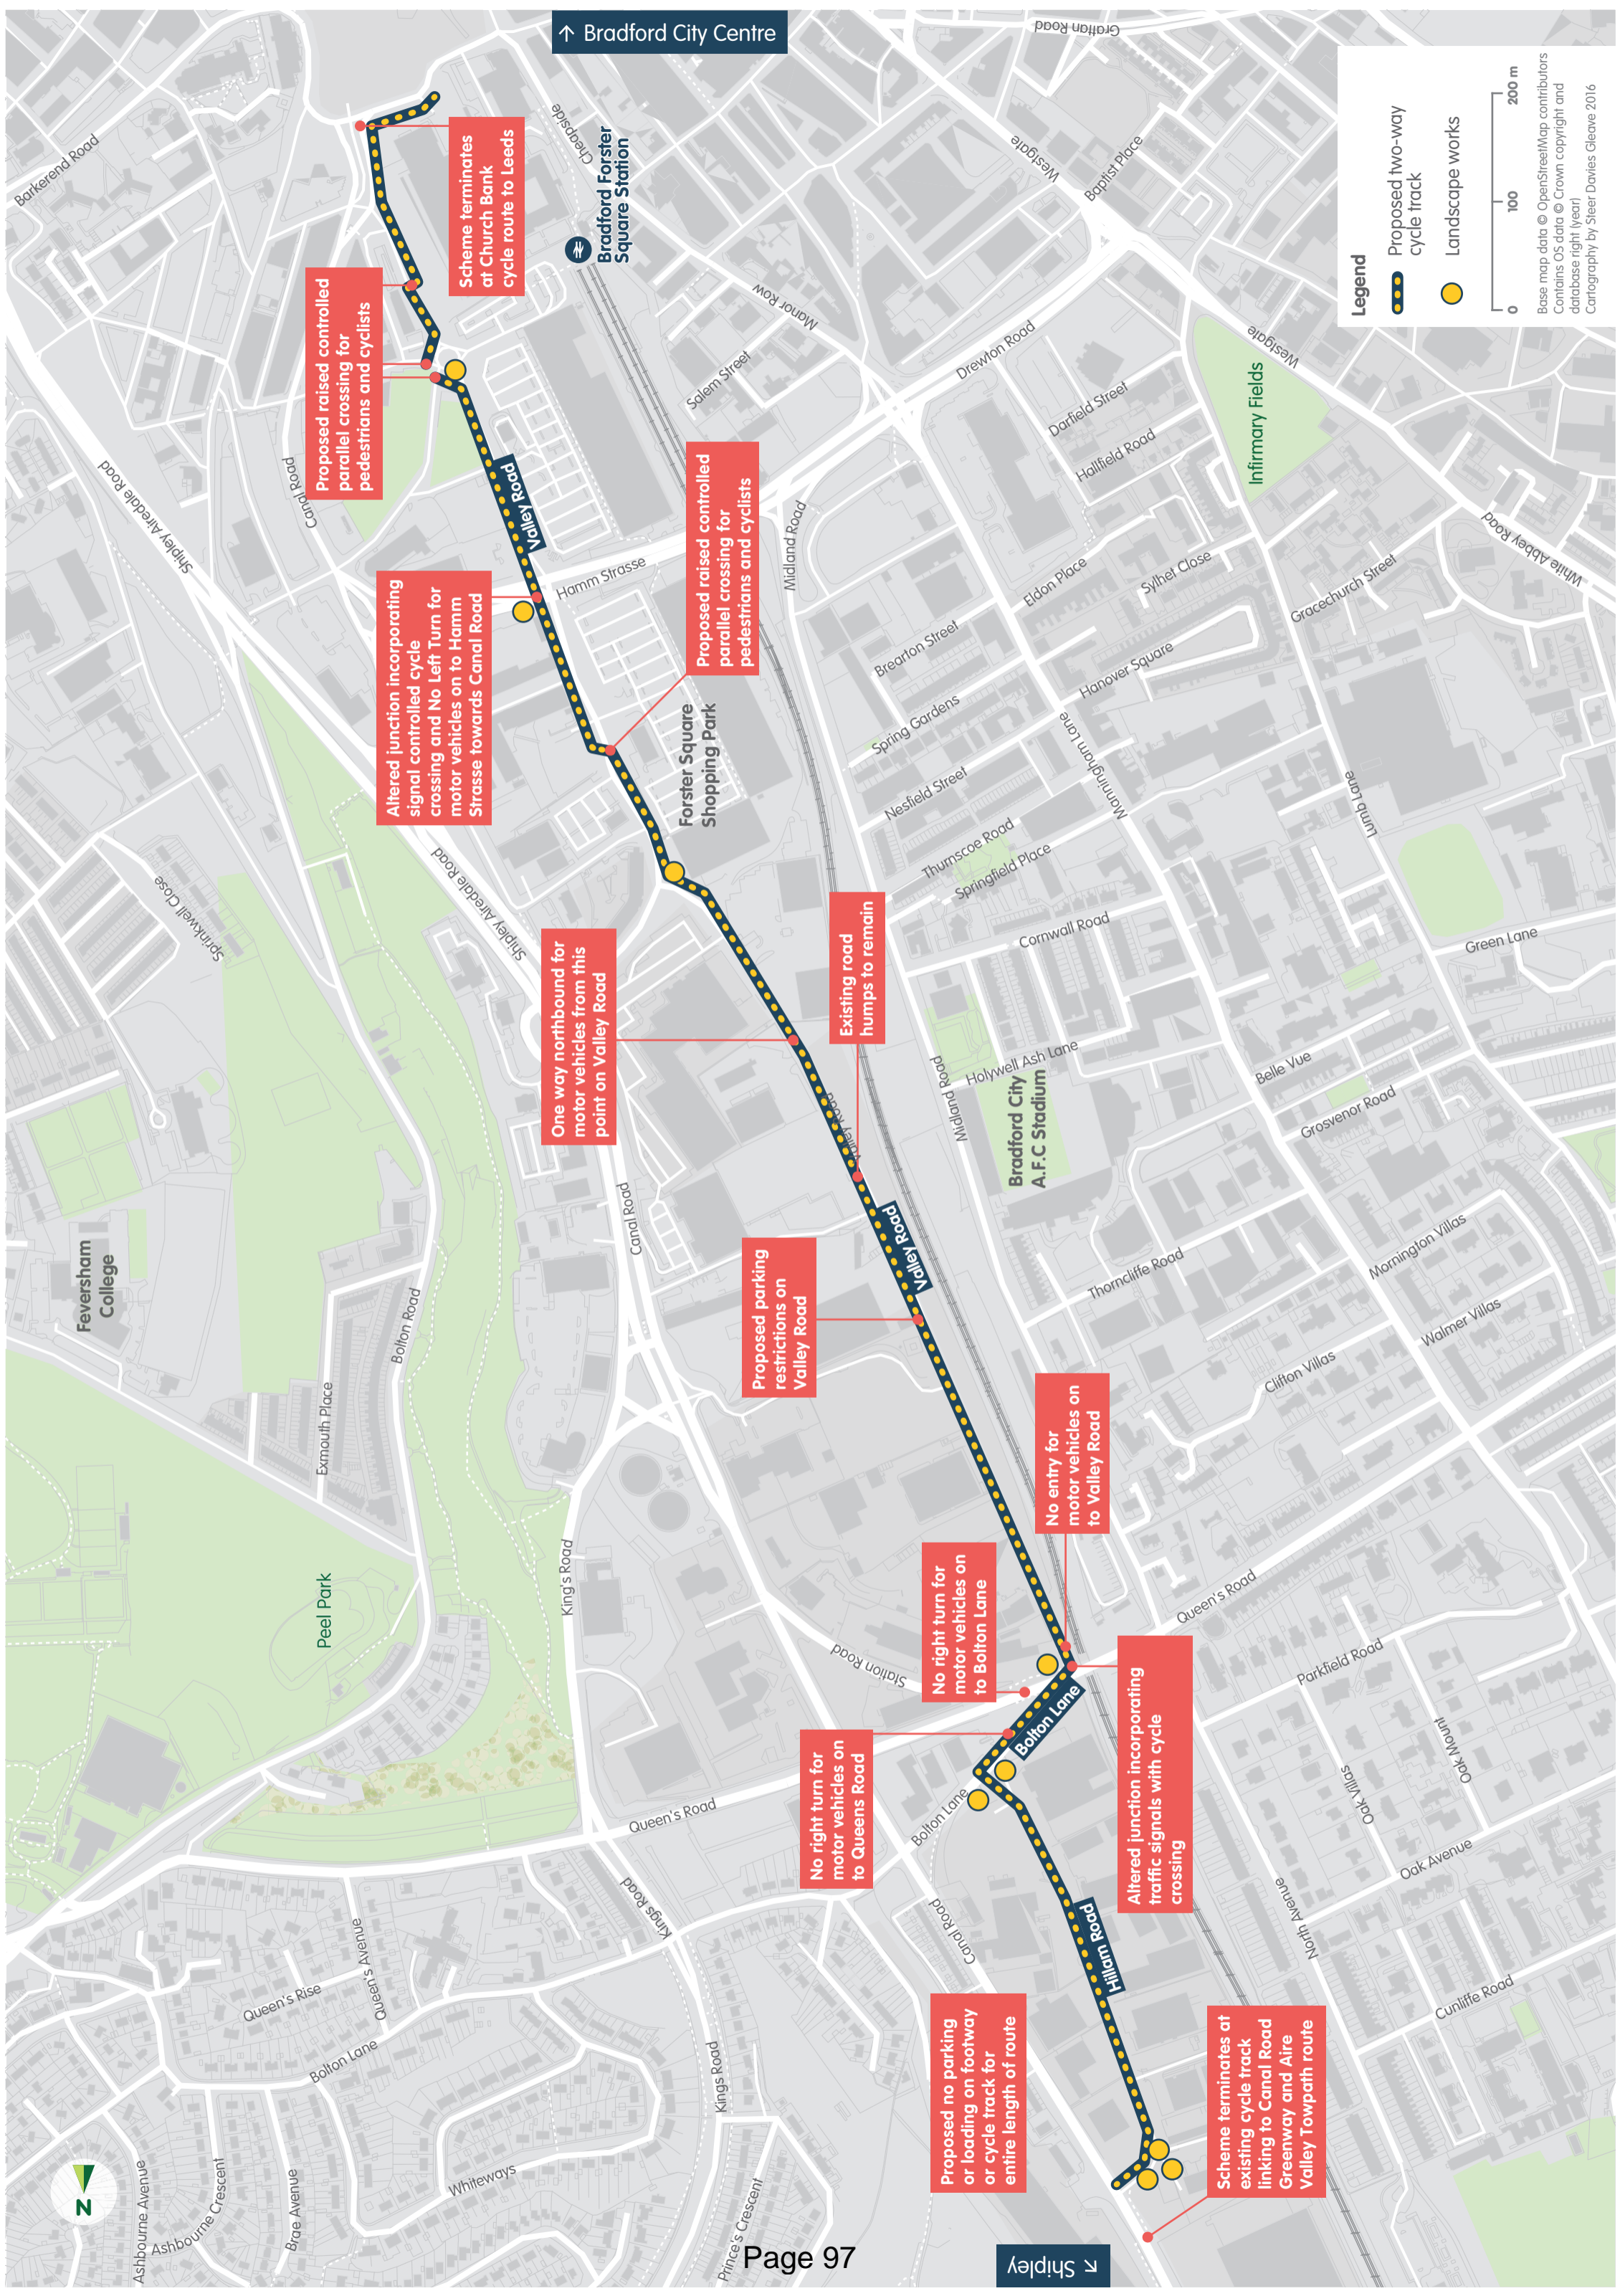 ↑ Bradford City Centre
Grattan Road
Barkerend Road
Cheapside
Westgate
Baptist Place
Scheme terminates
at Church Bank
cycle route to Leeds
Bradford Forster
Square Station
Proposed raised controlled
parallel crossing for
pedestrians and cyclists
Manor Row
Salem Street
Drewton Road
Westgate
Infirmary Fields
Darfield Street
Hallfield Road
Shipley Airedale Road
Canal Road
Valley Road
Hamm Strasse
Proposed raised controlled
parallel crossing for
pedestrians and cyclists
Midland Road
Eldon Place
Sylhet Close
White Abbey Road
Gracechurch Street
Altered junction incorporating
signal controlled cycle
crossing and No Left Turn for
motor vehicles on to Hamm
Strasse towards Canal Road
Forster Square
Shopping Park
Brearton Street
Hanover Square
Spring Gardens
Nesfield Street
Manningham Lane
Lumb Lane
Thurnscoe Road
Springfield Place
Cornwall Road
Green Lane
Sprinkwell Close
Shipley Airedale Road
One way northbound for
motor vehicles from this
point on Valley Road
Existing road
humps to remain
Valley Road
Midland Road
Holywell Ash Lane
Bradford City
A.F.C Stadium
Belle Vue
Grosvenor Road
Feversham
College
Bolton Road
Canal Road
Valley Road
Proposed parking
restrictions on
Valley Road
Thorncliffe Road
Mornington Villas
Walmer Villas
Clifton Villas
Exmouth Place
No entry for
motor vehicles on
to Valley Road
Peel Park
King's Road
Station Road
No right turn for
motor vehicles on
to Bolton Lane
Queen's Road
Parkfield Road
Bolton Lane
No right turn for
motor vehicles on
to Queens Road
Altered junction incorporating
traffic signals with cycle
crossing
Queen's Road
Bolton Lane
Oak Villas
Oak Mount
Oak Avenue
Kings Road
Canal Road
Hillam Road
North Avenue
Cunliffe Road
Queen's Avenue
Queen's Rise
Bolton Lane
Kings Road
Proposed no parking
or loading on footway
or cycle track for
entire length of route
Scheme terminates at
existing cycle track
linking to Canal Road
Greenway and Aire
Valley Towpath route
Whiteways
Prince's Crescent
Ashbourne Avenue
Ashbourne Crescent
Brae Avenue
N
Shipley
Legend
Proposed two-way
cycle track
Landscape works
0 100 200 m
Base map data © OpenStreetMap contributors
Contains OS data © Crown copyright and
database right (year)
Cartography by Steer Davies Gleave 2016
Page 97